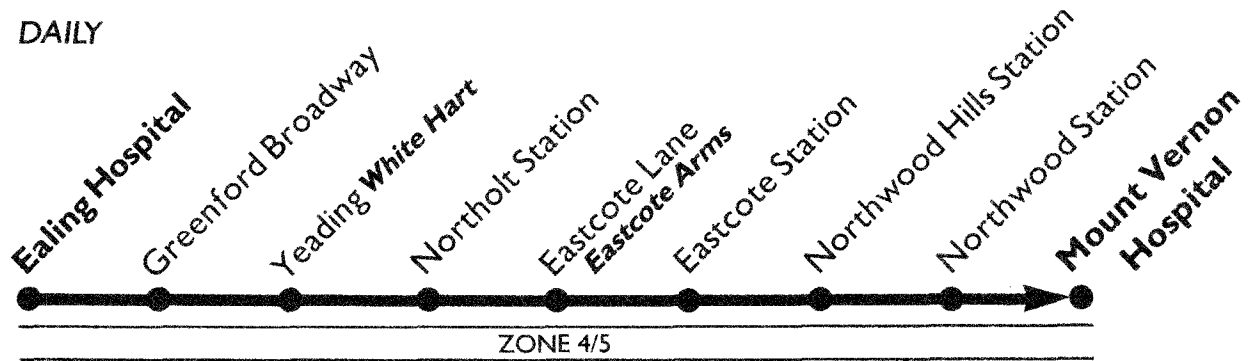 DAILY
Ealing Hospital
Greenford Broadway
Yeading White Hart
Northolt Station
Eastcote Lane
Eastcote Arms
Eastcote Station
Northwood Hills Station
Northwood Station
Mount Vernon
Hospital
ZONE 4/5